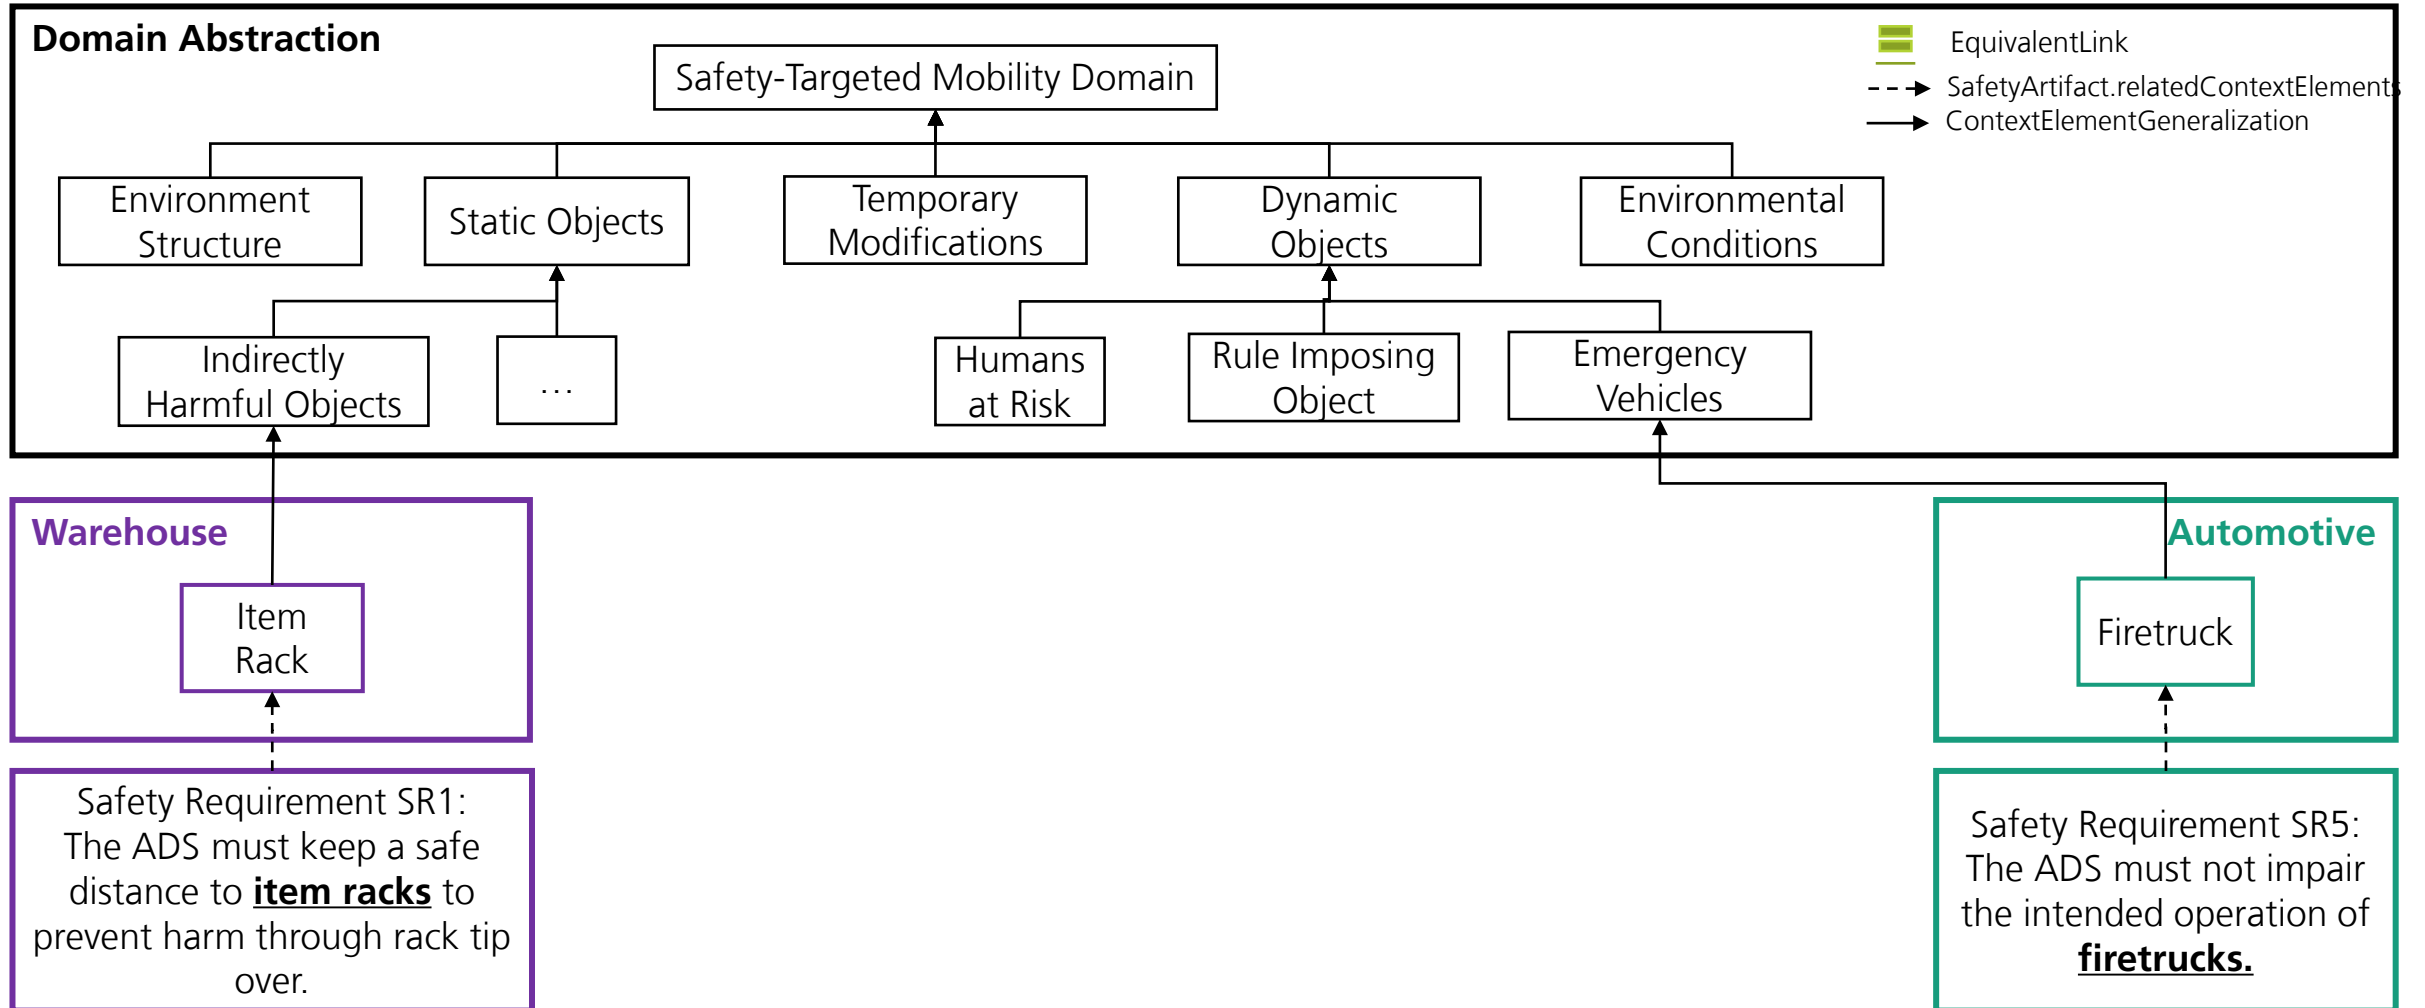 Domain Abstraction
EquivalentLink
SafetyArtifact.relatedContextElements
ContextElementGeneralization
Safety-Targeted Mobility Domain
Environment
Structure
Static Objects
Temporary
Modifications
Dynamic
Objects
Environmental
Conditions
Indirectly
Harmful Objects
...
Humans
at Risk
Rule Imposing
Object
Emergency
Vehicles
Warehouse
Item
Rack
Automotive
Firetruck
Safety Requirement SR1:
The ADS must keep a safe
distance to item racks to
prevent harm through rack tip
over.
Safety Requirement SR5:
The ADS must not impair
the intended operation of
firetrucks.